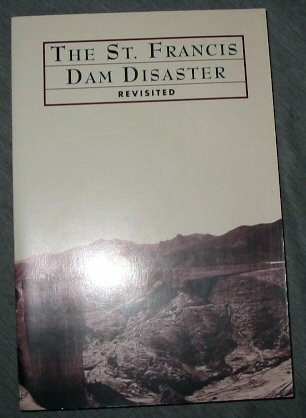 THE ST. FRANCIS
DAM DISASTER
REVISITED